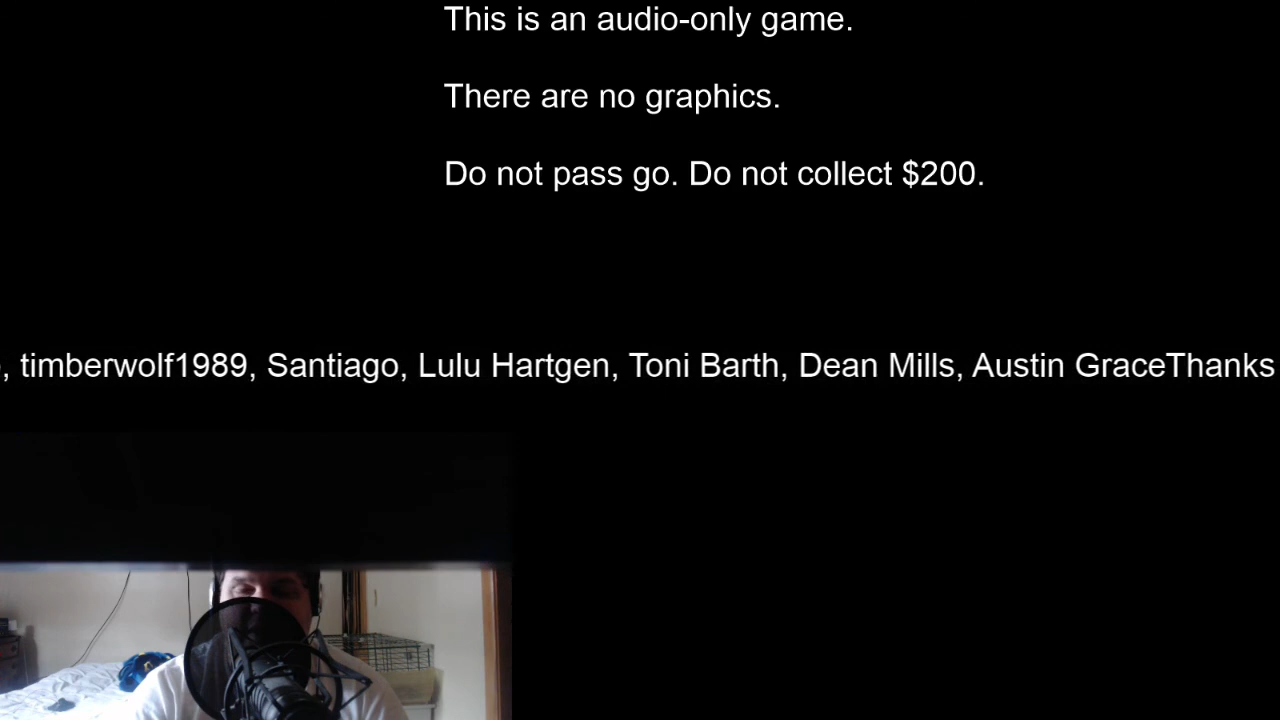 This is an audio-only game.
There are no graphics.
Do not pass go. Do not collect $200.
, timberwolf1989, Santiago, Lulu Hartgen, Toni Barth, Dean Mills, Austin GraceThanks